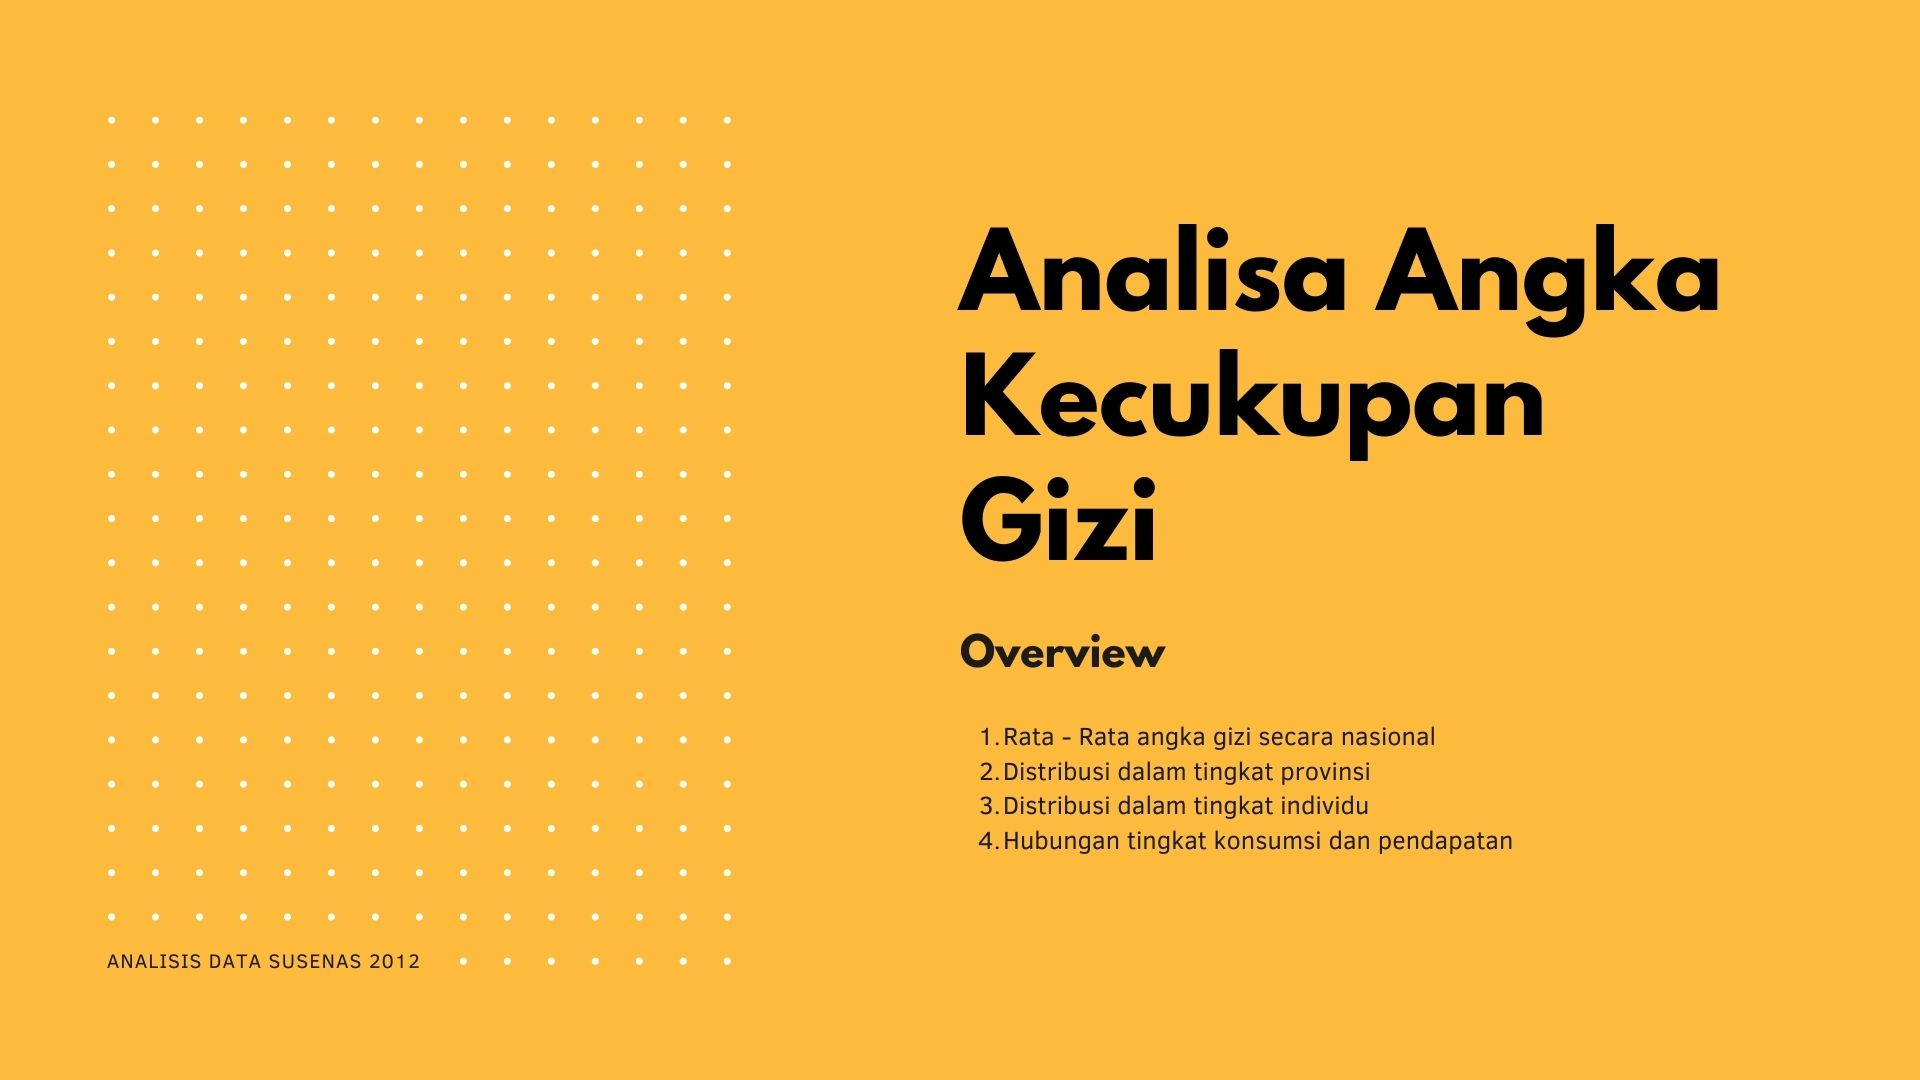 Analisa Angka
Kecukupan
Gizi
Overview
1. Rata - Rata angka gizi secara nasional
2. Distribusi dalam tingkat provinsi
3. Distribusi dalam tingkat individu
4. Hubungan tingkat konsumsi dan pendapatan
ANALISIS DATA SUSENAS 2012